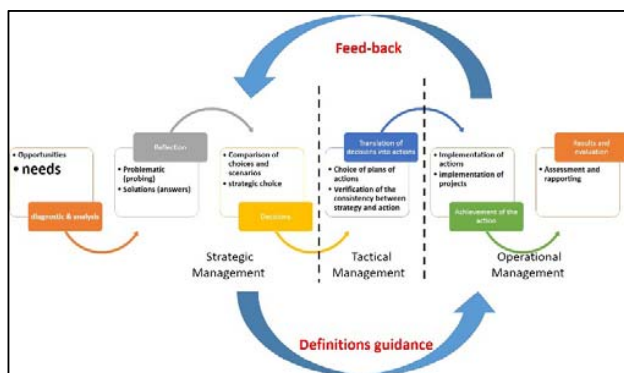 Feed-back
• Opportunities
• needs
diagnostic & analysis
Reflection
• Problematic
(probing)
• Solutions (answers)
• Comparison of
choices and
scenarios
• strategic choice
Decisions
Translation of
decisions into actions
• Choice of plans of
actions
• Verification of the
consistency between
strategy and action
• Implementation of
actions
• implementation of
projects
Achievement of the
action
Results and
evaluation
• Assessment and
rapporting
Strategic
Management
Tactical
Management
Operational
Management
Definitions guidance